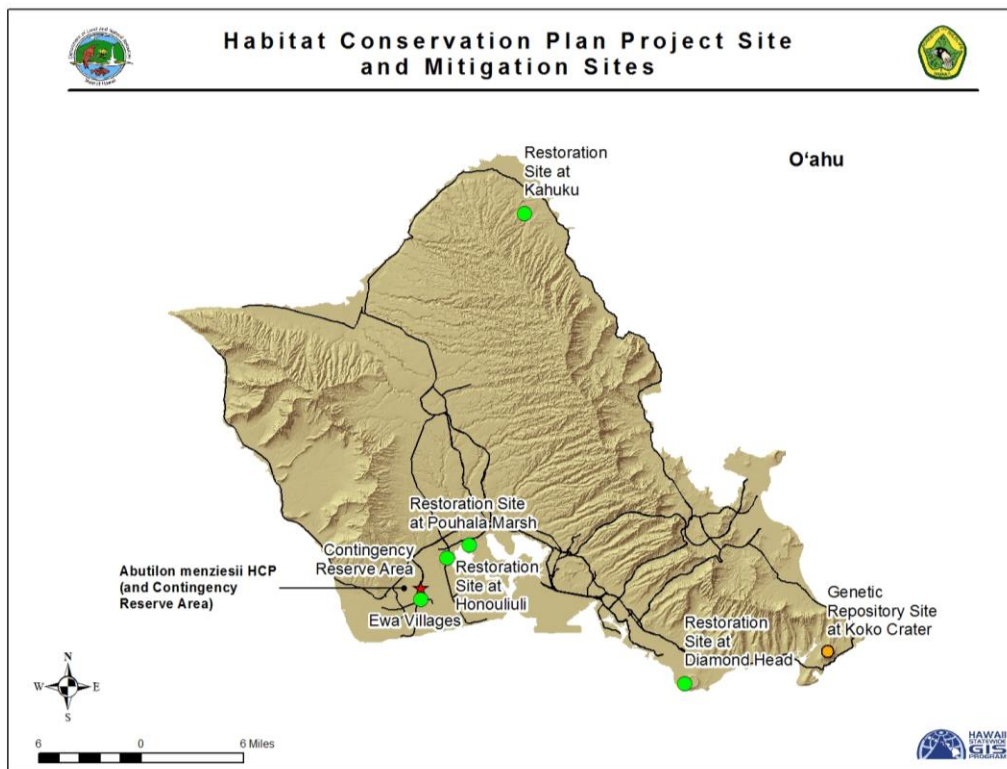 Habitat Conservation Plan Project Site
and Mitigation Sites
Restoration
Site at
Kahuku
O‘ahu
Restoration Site
at Pouhala Marsh
Contingency
Reserve Area
Abutilon menziesii HCP
(and Contingency
Reserve Area)
Restoration
Site at
Honouliuli
Ewa Villages
Genetic
Repository Site
at Koko Crater
Restoration
Site at
Diamond Head
N
W E
S
6 0 6 Miles
HAWAII
STATEWIDE
GIS
PROGRAM